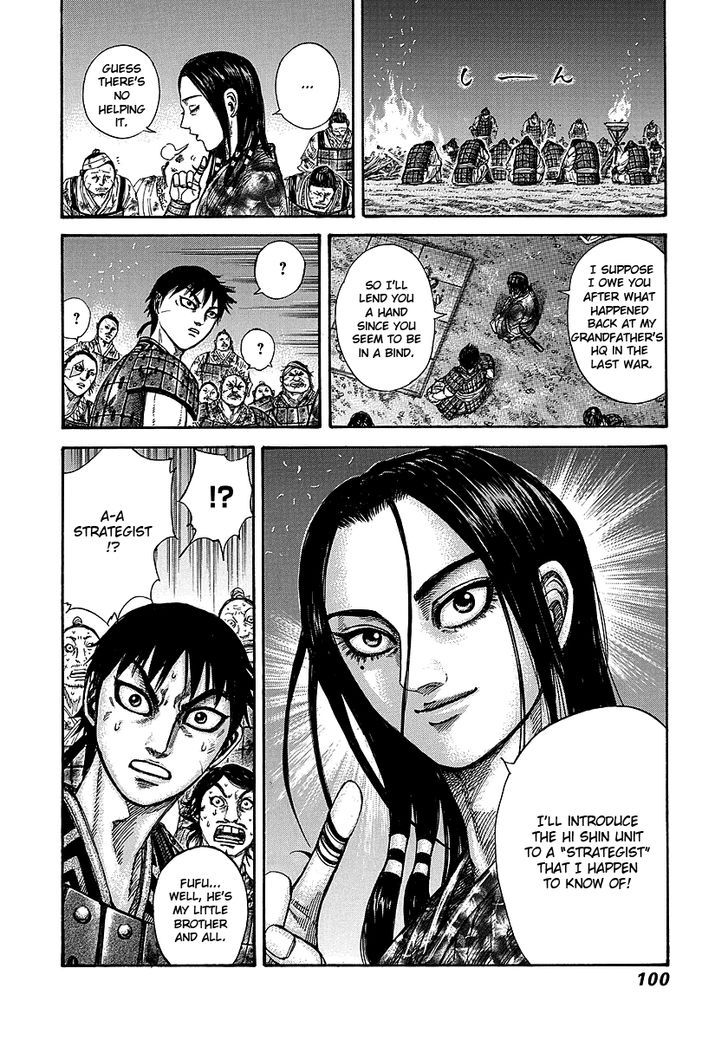 しーん
...
GUESS
THERE'S
NO
HELPING
IT.
I SUPPOSE
I OWE YOU
AFTER WHAT
HAPPENED
BACK AT MY
GRANDFATHER'S
HQ IN THE
LAST WAR.
SO I'LL
LEND YOU
A HAND
SINCE YOU
SEEM TO BE
IN A BIND.
?
?
?
I'LL INTRODUCE
THE HI SHIN UNIT
TO A "STRATEGIST"
THAT I HAPPEN
TO KNOW OF!
!?
A-A
STRATEGIST
!?
FUFU...
WELL, HE'S
MY LITTLE
BROTHER
AND ALL.
100